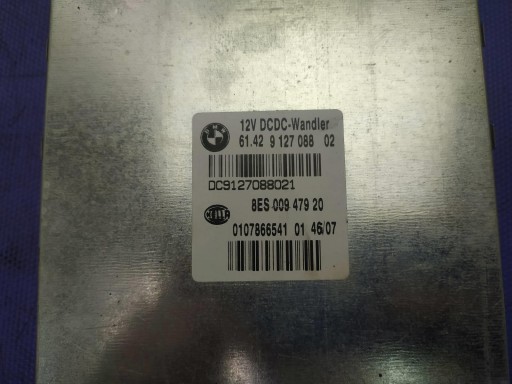 12V DCDC-Wandler
61.42 9 127 088 02
DC9127088021
8ES 009 479 20
0107866541 01 46/07